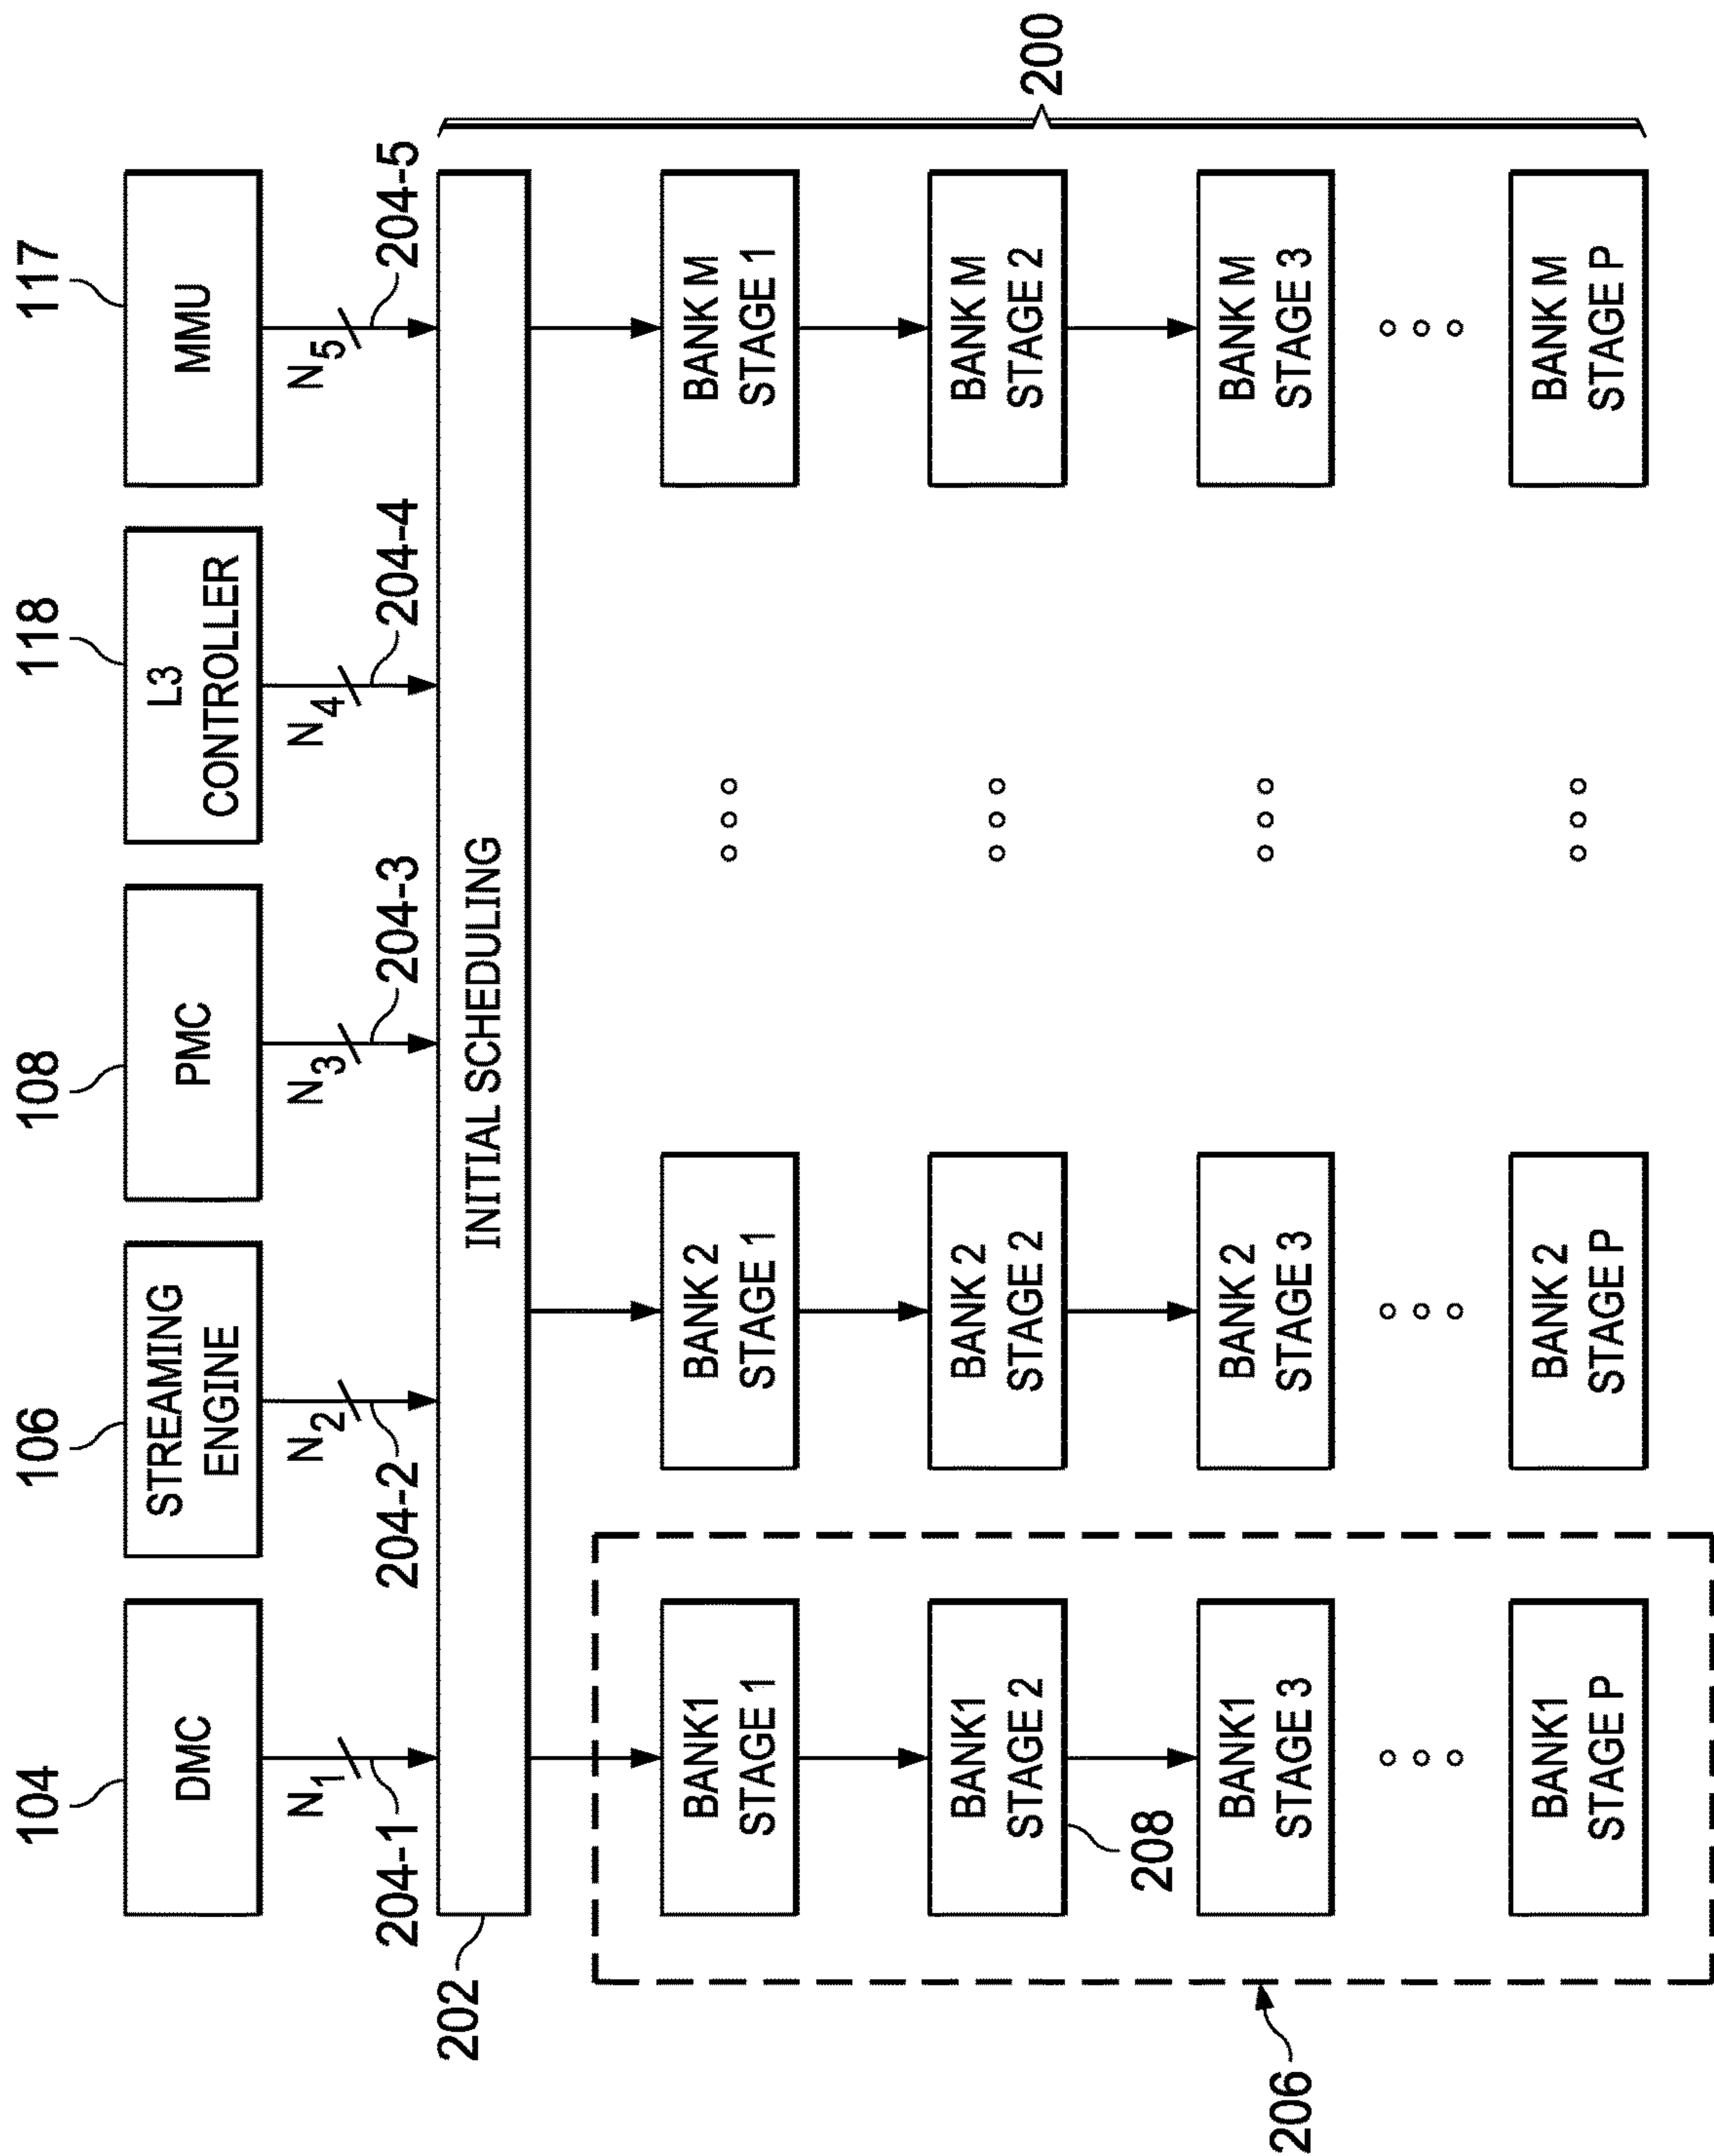 104
106
108
118
117
DMC
STREAMING
ENGINE
PMC
L3
CONTROLLER
MMU
N1
N2
N3
N4
N5
204-1
204-2
204-3
204-4
204-5
202
INITIAL SCHEDULING
BANK1
STAGE 1
BANK 2
STAGE 1
BANK M
STAGE 1
BANK1
STAGE 2
BANK 2
STAGE 2
BANK M
STAGE 2
200
208
BANK1
STAGE 3
BANK 2
STAGE 3
BANK M
STAGE 3
206
BANK1
STAGE P
BANK 2
STAGE P
BANK M
STAGE P